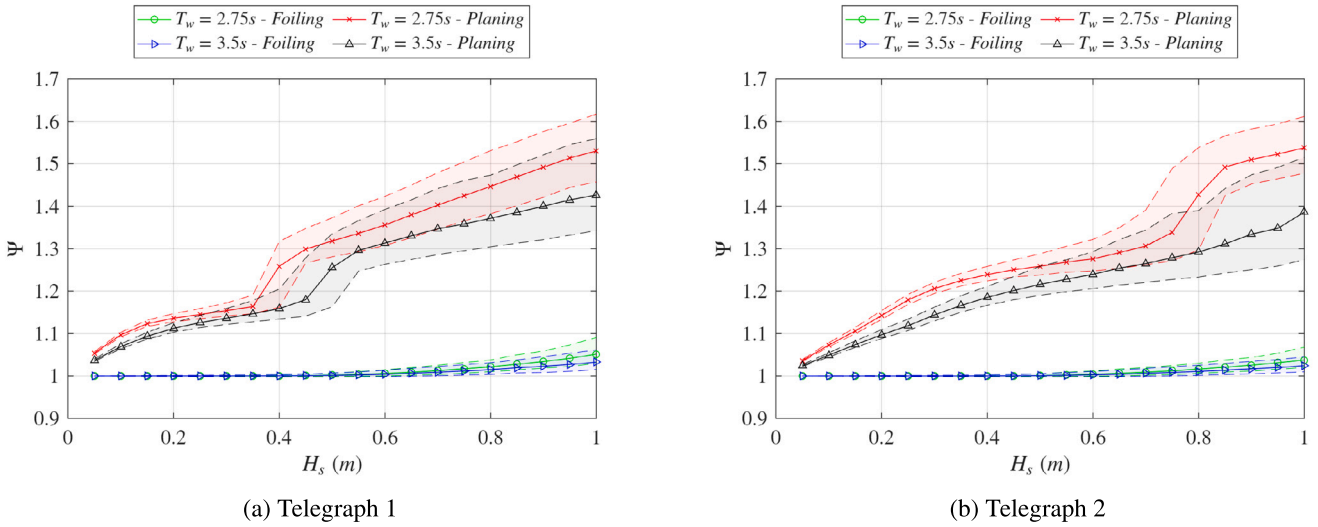 T_w = 2.75s - Foiling T_w = 2.75s - Planing
T_w = 3.5s - Foiling T_w = 3.5s - Planing
1.7
1.6
1.5
1.4
1.3
1.2
1.1
1
0.9
Ψ
0 0.2 0.4 0.6 0.8 1
H_s (m)
(a) Telegraph 1
T_w = 2.75s - Foiling T_w = 2.75s - Planing
T_w = 3.5s - Foiling T_w = 3.5s - Planing
1.7
1.6
1.5
1.4
1.3
1.2
1.1
1
0.9
Ψ
0 0.2 0.4 0.6 0.8 1
H_s (m)
(b) Telegraph 2